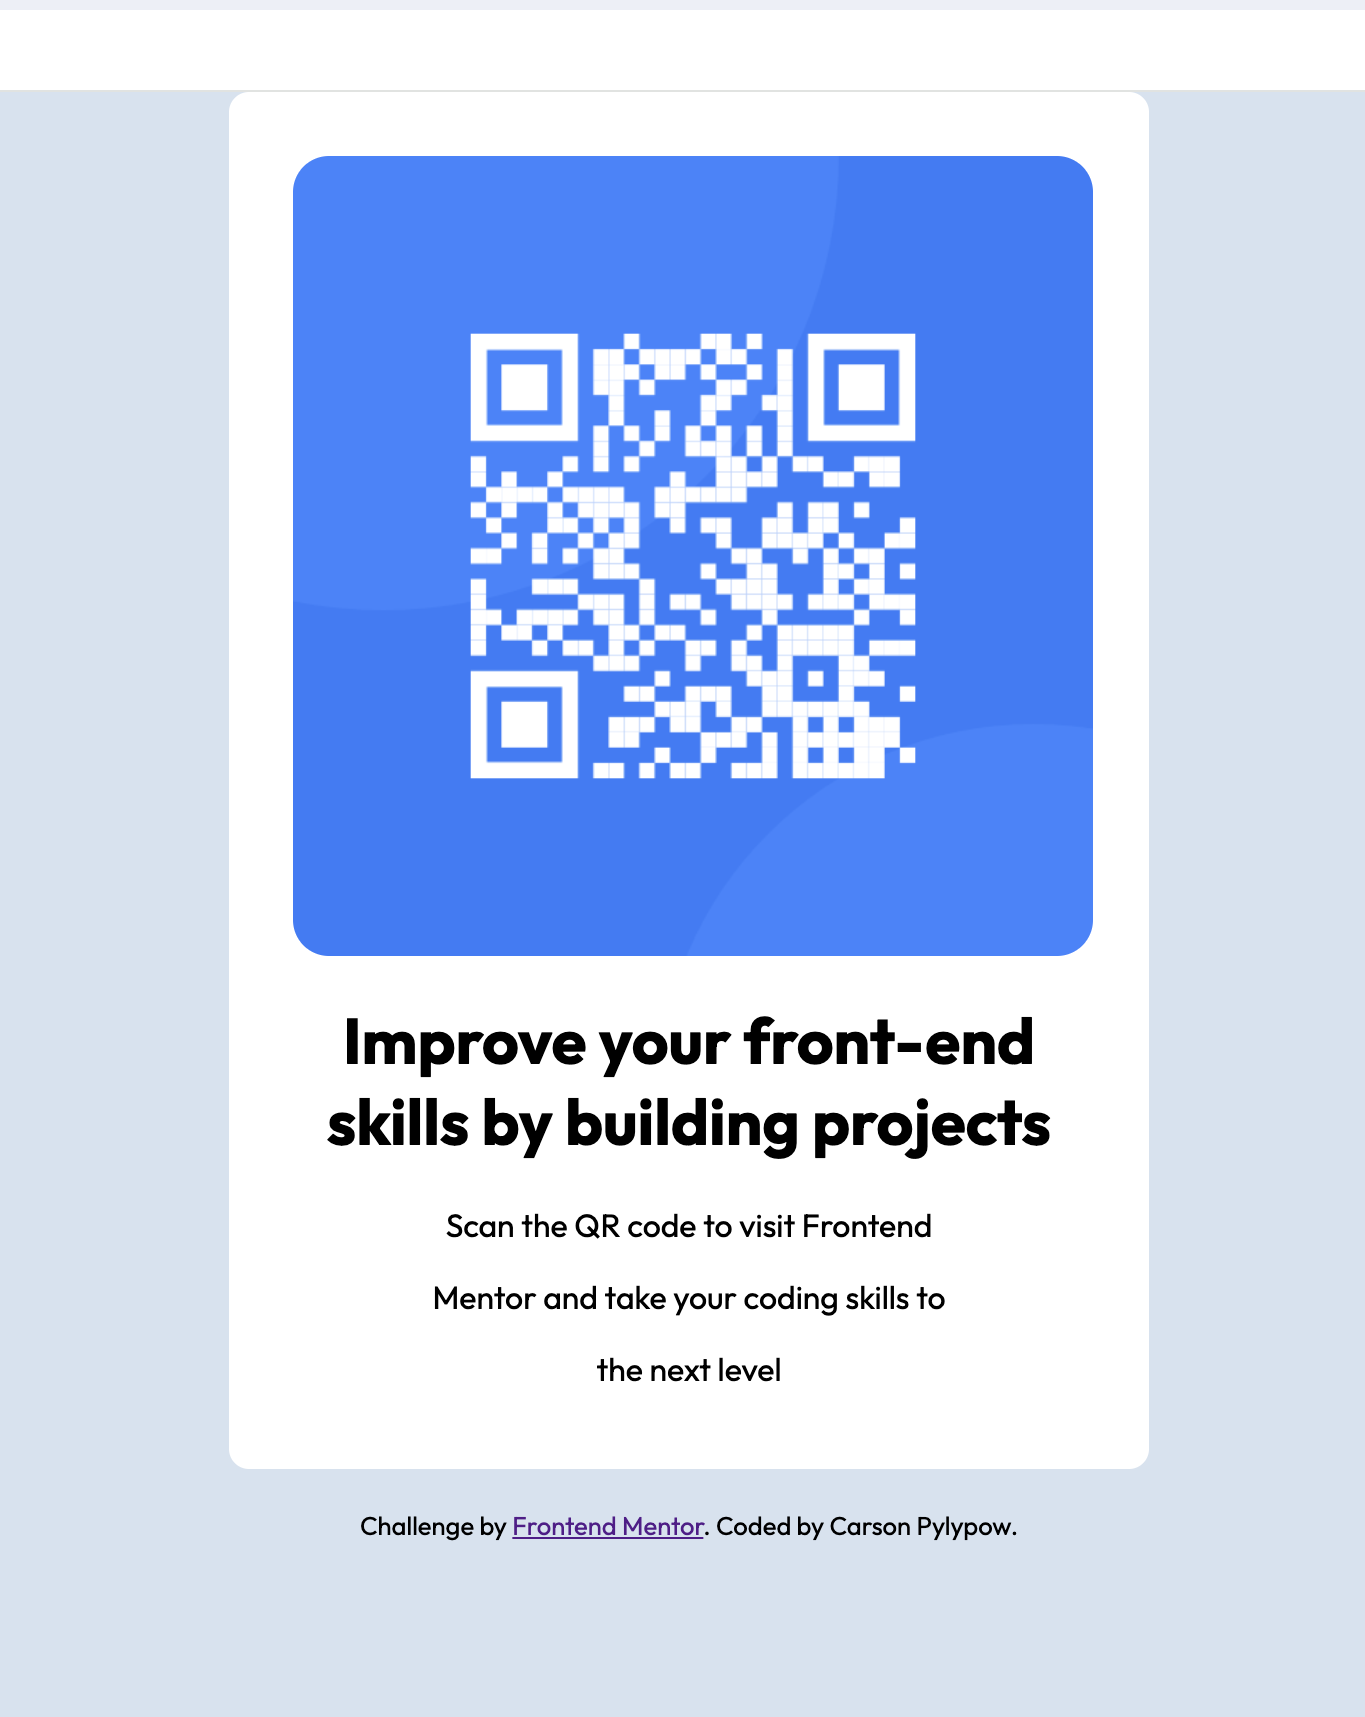 Improve your front-end
skills by building projects
Scan the QR code to visit Frontend
Mentor and take your coding skills to
the next level
Challenge by Frontend Mentor. Coded by Carson Pylypow.